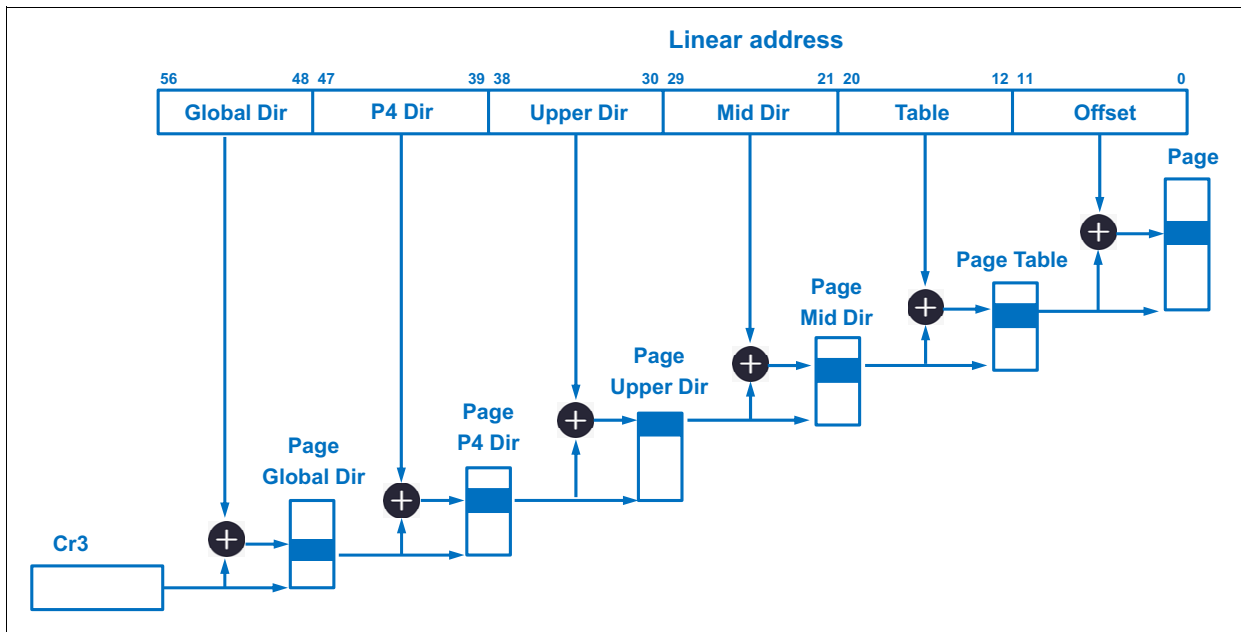 Linear address
56 48 47 39 38 30 29 21 20 12 11 0
Global Dir P4 Dir Upper Dir Mid Dir Table Offset
Page
Page Table
Page
Mid Dir
Page
Upper Dir
Page
P4 Dir
Page
Global Dir
Cr3